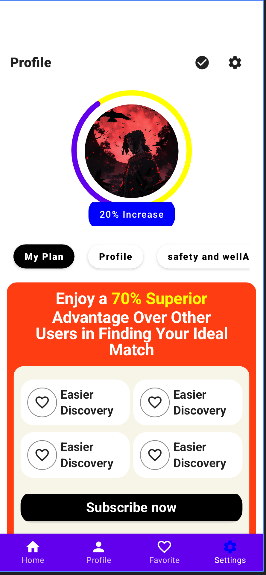 Profile
20% Increase
My Plan Profile safety and wellA
Enjoy a 70% Superior
Advantage Over Other
Users in Finding Your Ideal
Match
Easier
Discovery
Easier
Discovery
Easier
Discovery
Easier
Discovery
Subscribe now
Home Profile Favorite Settings